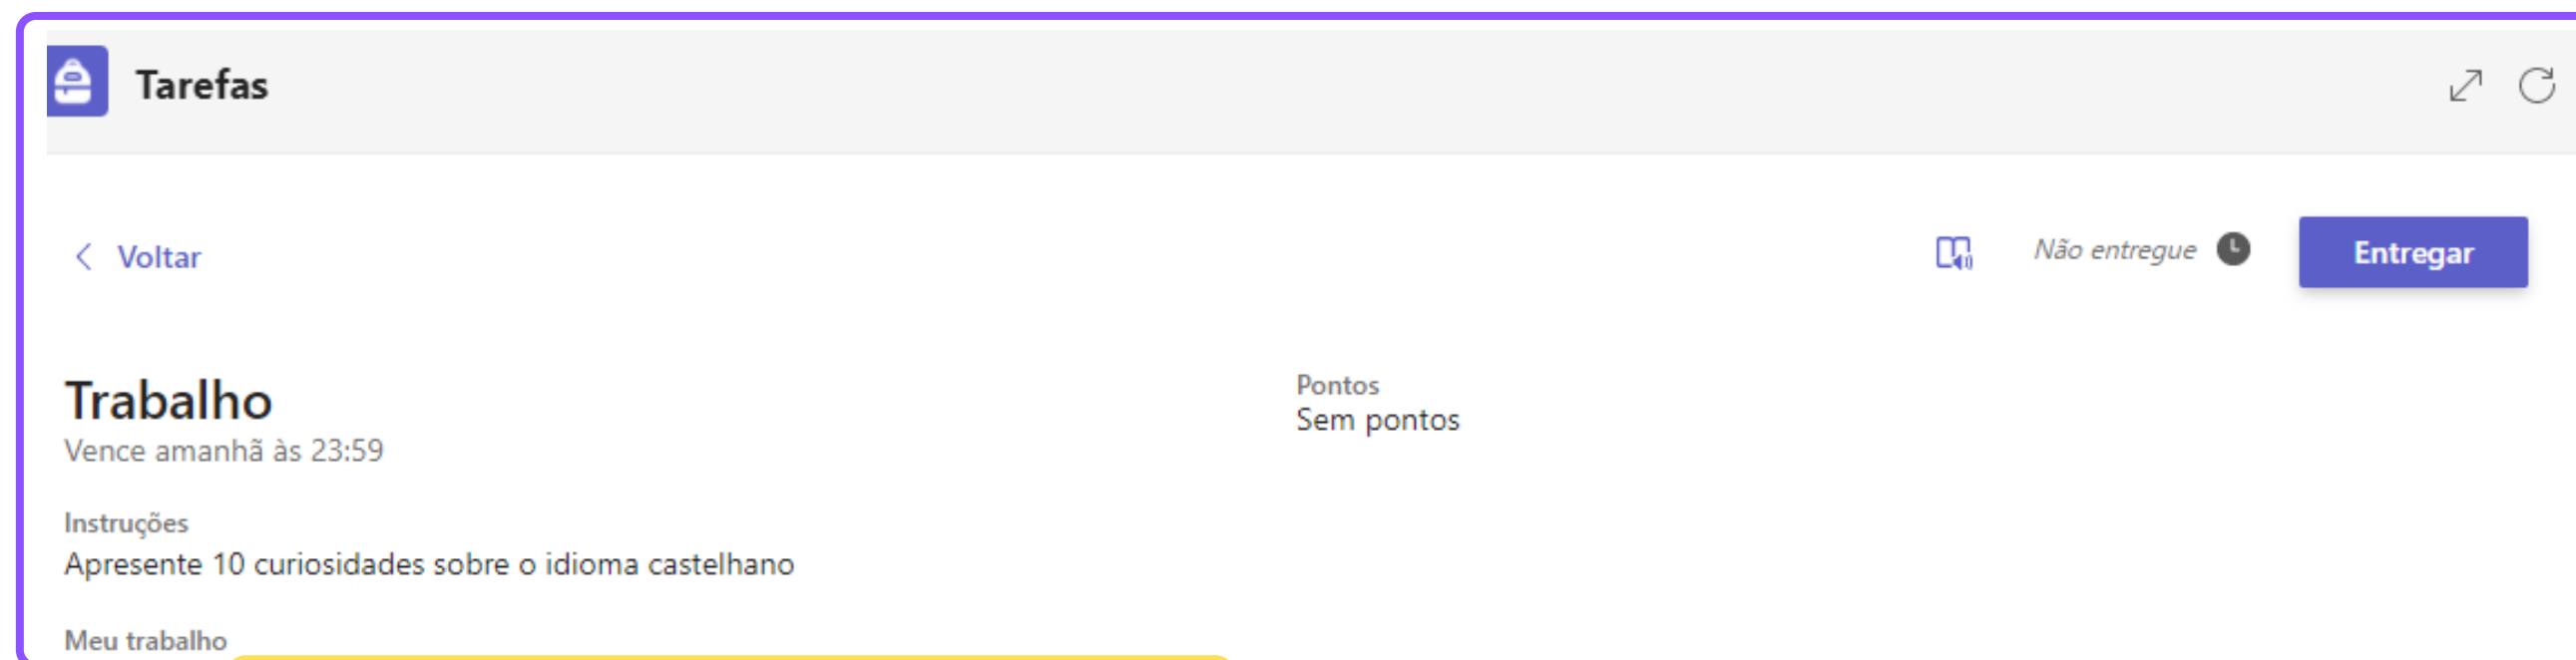 Tarefas
Voltar
Não entregue
Entregar
Trabalho
Vence amanhã às 23:59
Pontos
Sem pontos
Instruções
Apresente 10 curiosidades sobre o idioma castelhano
Meu trabalho